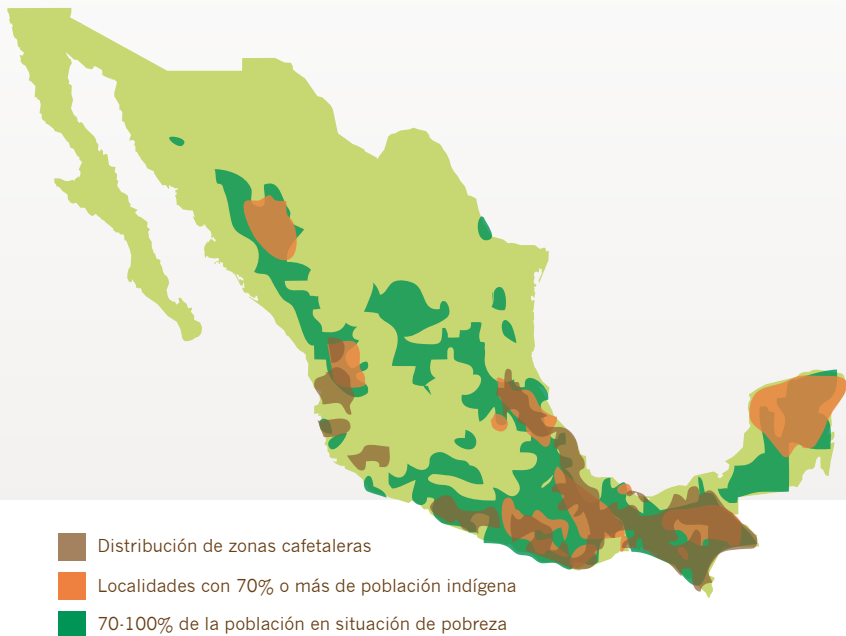 Distribución de zonas cafetaleras
Localidades con 70% o más de población indígena
70-100% de la población en situación de pobreza